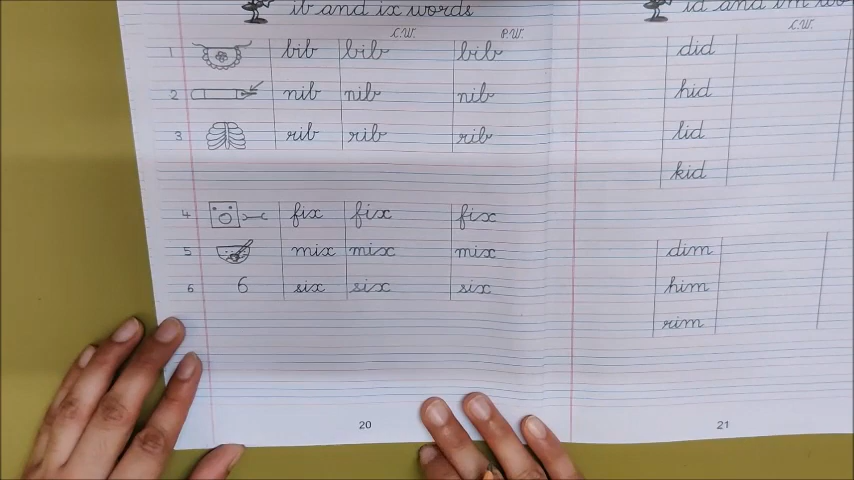 ib and ix words
C.W. P.W.
1 bib bib bib
2 nib nib nib
3 rib rib rib
4 fix fix fix
5 mix mix mix
6 6 six six six
20
id and im
C.W.
did
hid
lid
kid
dim
him
rim
21